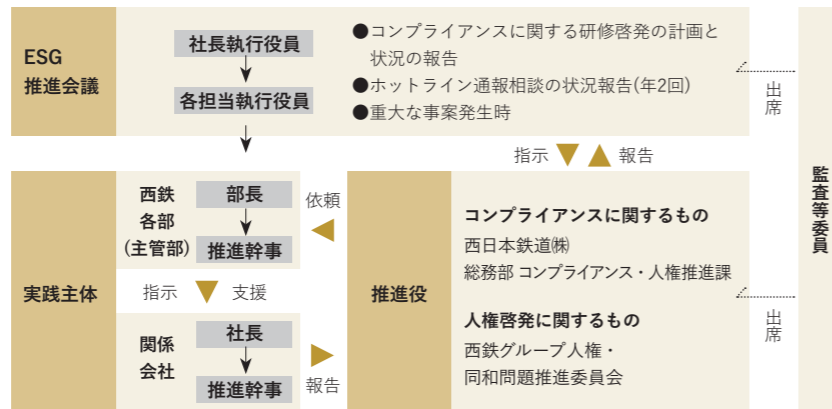 ESG
推進会議
社長執行役員
各担当執行役員
●コンプライアンスに関する研修啓発の計画と
状況の報告
●ホットライン通報相談の状況報告(年2回)
●重大な事案発生時
出席
指示
報告
監査等委員
実践主体
西鉄
各部
(主管部)
部長
推進幹事
依頼
指示
支援
関係
会社
社長
推進幹事
報告
推進役
コンプライアンスに関するもの
西日本鉄道㈱
総務部 コンプライアンス・人権推進課
人権啓発に関するもの
西鉄グループ人権・
同和問題推進委員会
出席